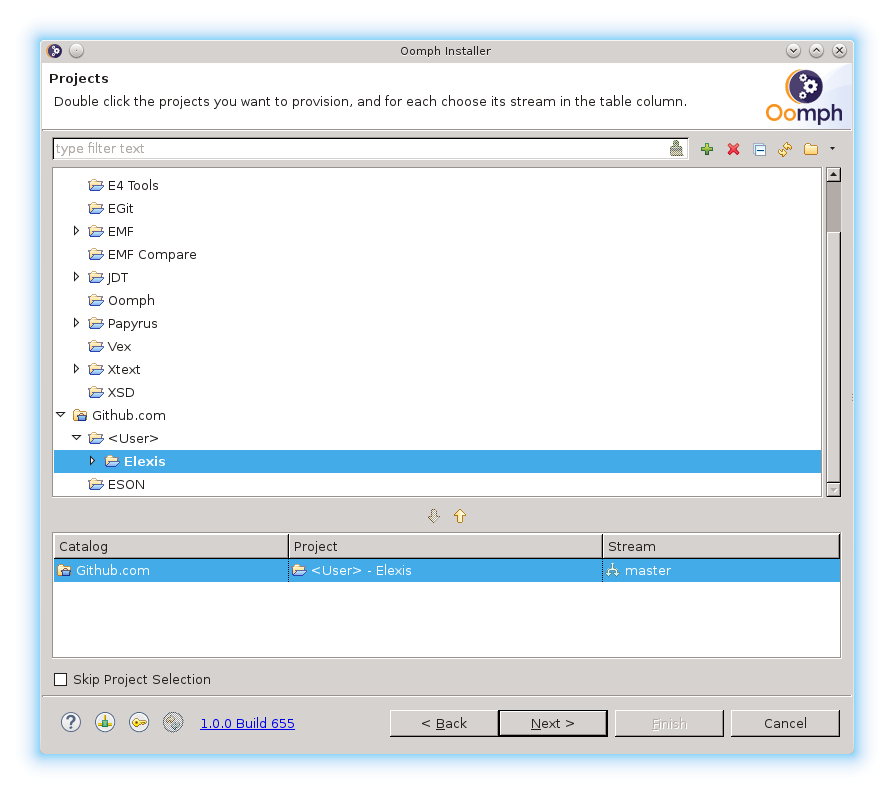 Oomph Installer
Projects
Double click the projects you want to provision, and for each choose its stream in the table column.
Oomph
type filter text
E4 Tools
EGit
EMF
EMF Compare
JDT
Oomph
Papyrus
Vex
Xtext
XSD
Github.com
<User>
Elexis
ESON
Catalog Project Stream
Github.com <User> - Elexis master
Skip Project Selection
? 1.0.0 Build 655 < Back Next > Finish Cancel